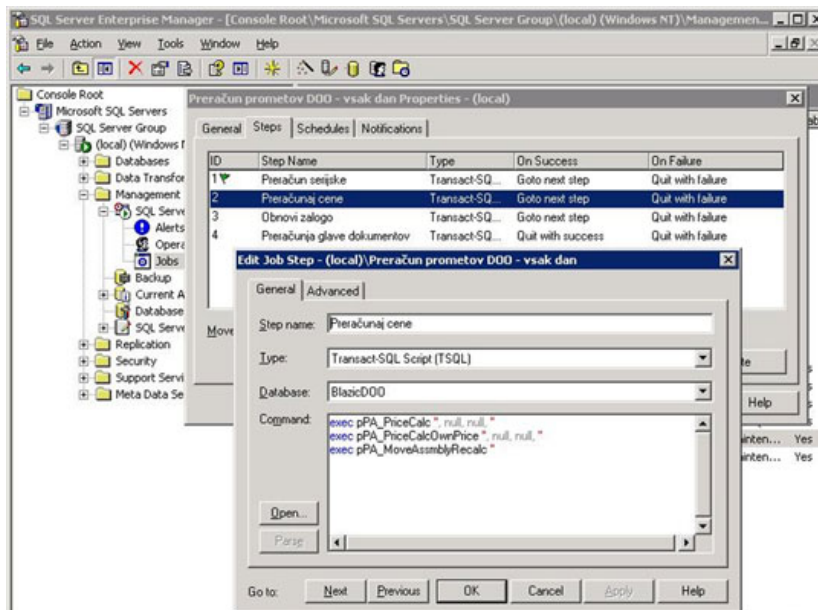 SQL Server Enterprise Manager - [Console Root\Microsoft SQL Servers\SQL Server Group\(local) (Windows NT)\Managemen...
File Action View Tools Window Help
Console Root
Microsoft SQL Servers
SQL Server Group
(local) (Windows
Databases
Data Transfor
Management
SQL Serve
Alerts
Opera
Jobs
Backup
Current A
Database
SQL Serve
Replication
Security
Support Servi
Meta Data Se
Preračun prometov DOO - vsak dan Properties - (local)
General Steps Schedules Notifications
ID Step Name Type On Success On Failure
1 Preračun serijske Transact-SQ... Goto next step Quit with failure
2 Preračunaj cene Transact-SQ... Goto next step Quit with failure
3 Obnovi zalogo Transact-SQ... Goto next step Quit with failure
4 Preračunja glave dokumentov Transact-SQ... Quit with success Quit with failure
Move
Help
Edit Job Step - (local)\Preračun prometov DOO - vsak dan
General Advanced
Step name: Preračunaj cene
Type: Transact-SQL Script (TSQL)
Database: BlazicDOO
Command:
exec pPA_PriceCalc '', null, null, ''
exec pPA_PriceCalcOwnPrice '', null, null, ''
exec pPA_MoveAssmblyRecalc ''
Open...
Parse
Go to: Next Previous OK Cancel Apply Help
inten... Yes
inten... Yes